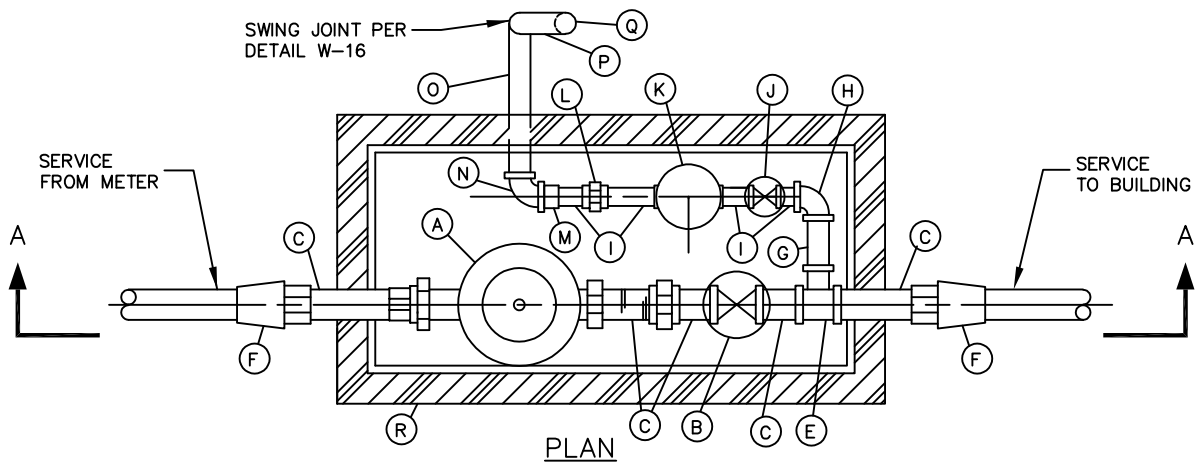 SWING JOINT PER
DETAIL W-16
Q
P
O
L
K
J
H
SERVICE
FROM METER
SERVICE
TO BUILDING
N
A
M
I
I
G
A
C
C
A
F
F
R
C
B
C
E
PLAN